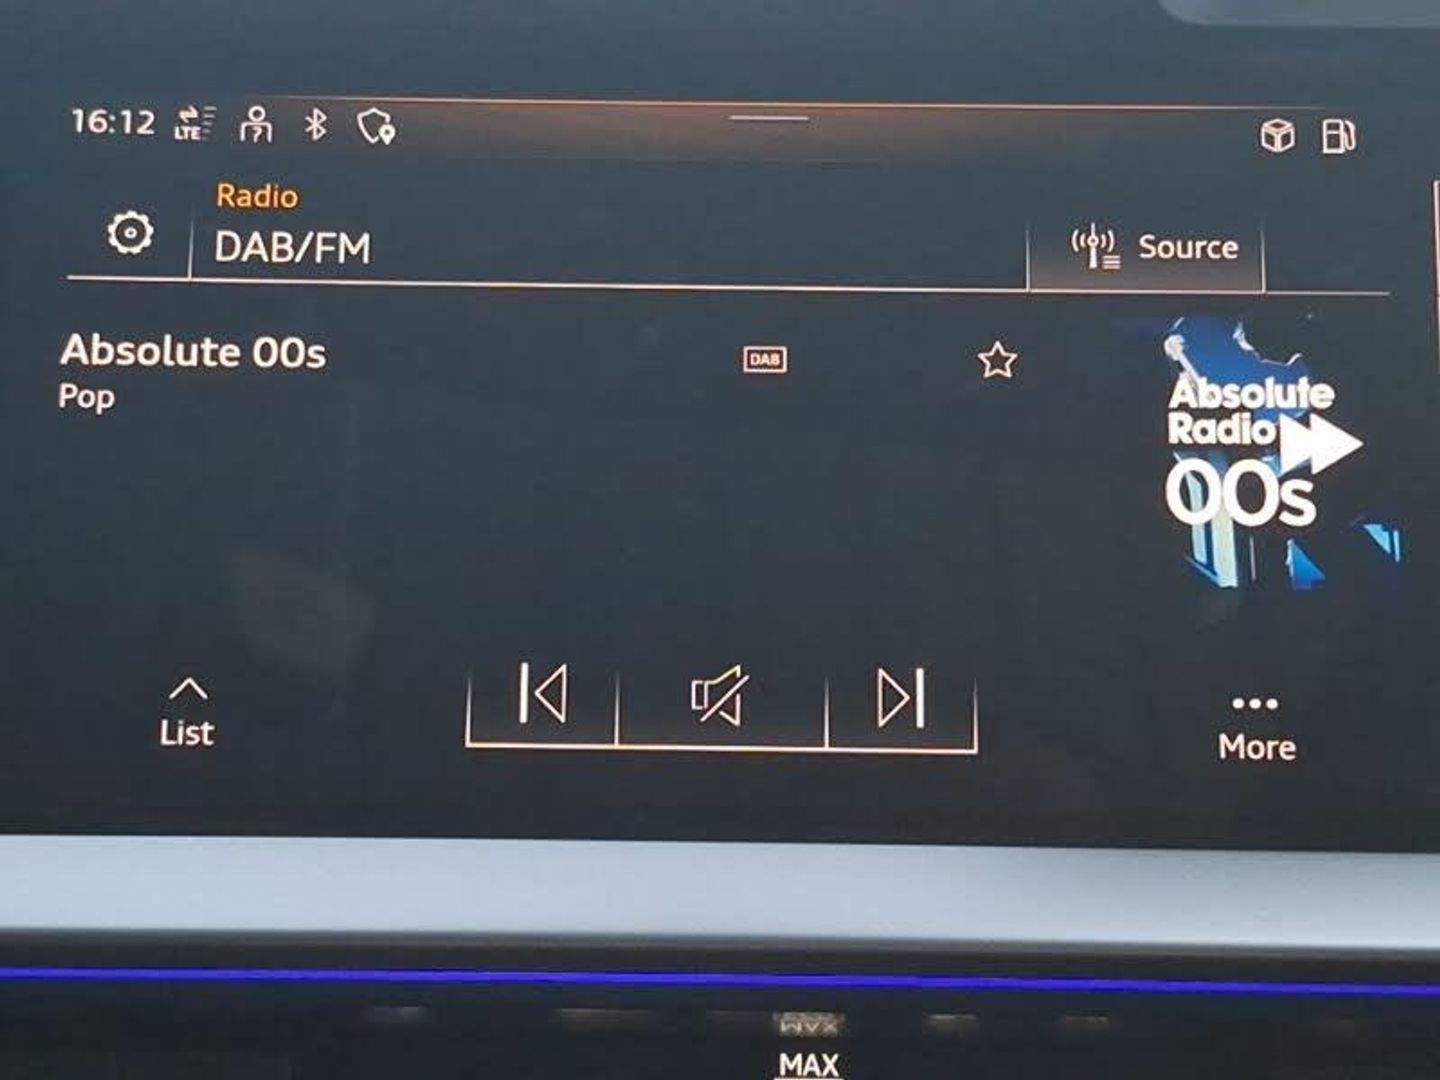 16:12 LTE
Radio
DAB/FM
Source
Absolute 00s
DAB
Pop
Absolute
Radio
00s
List
More
MAX